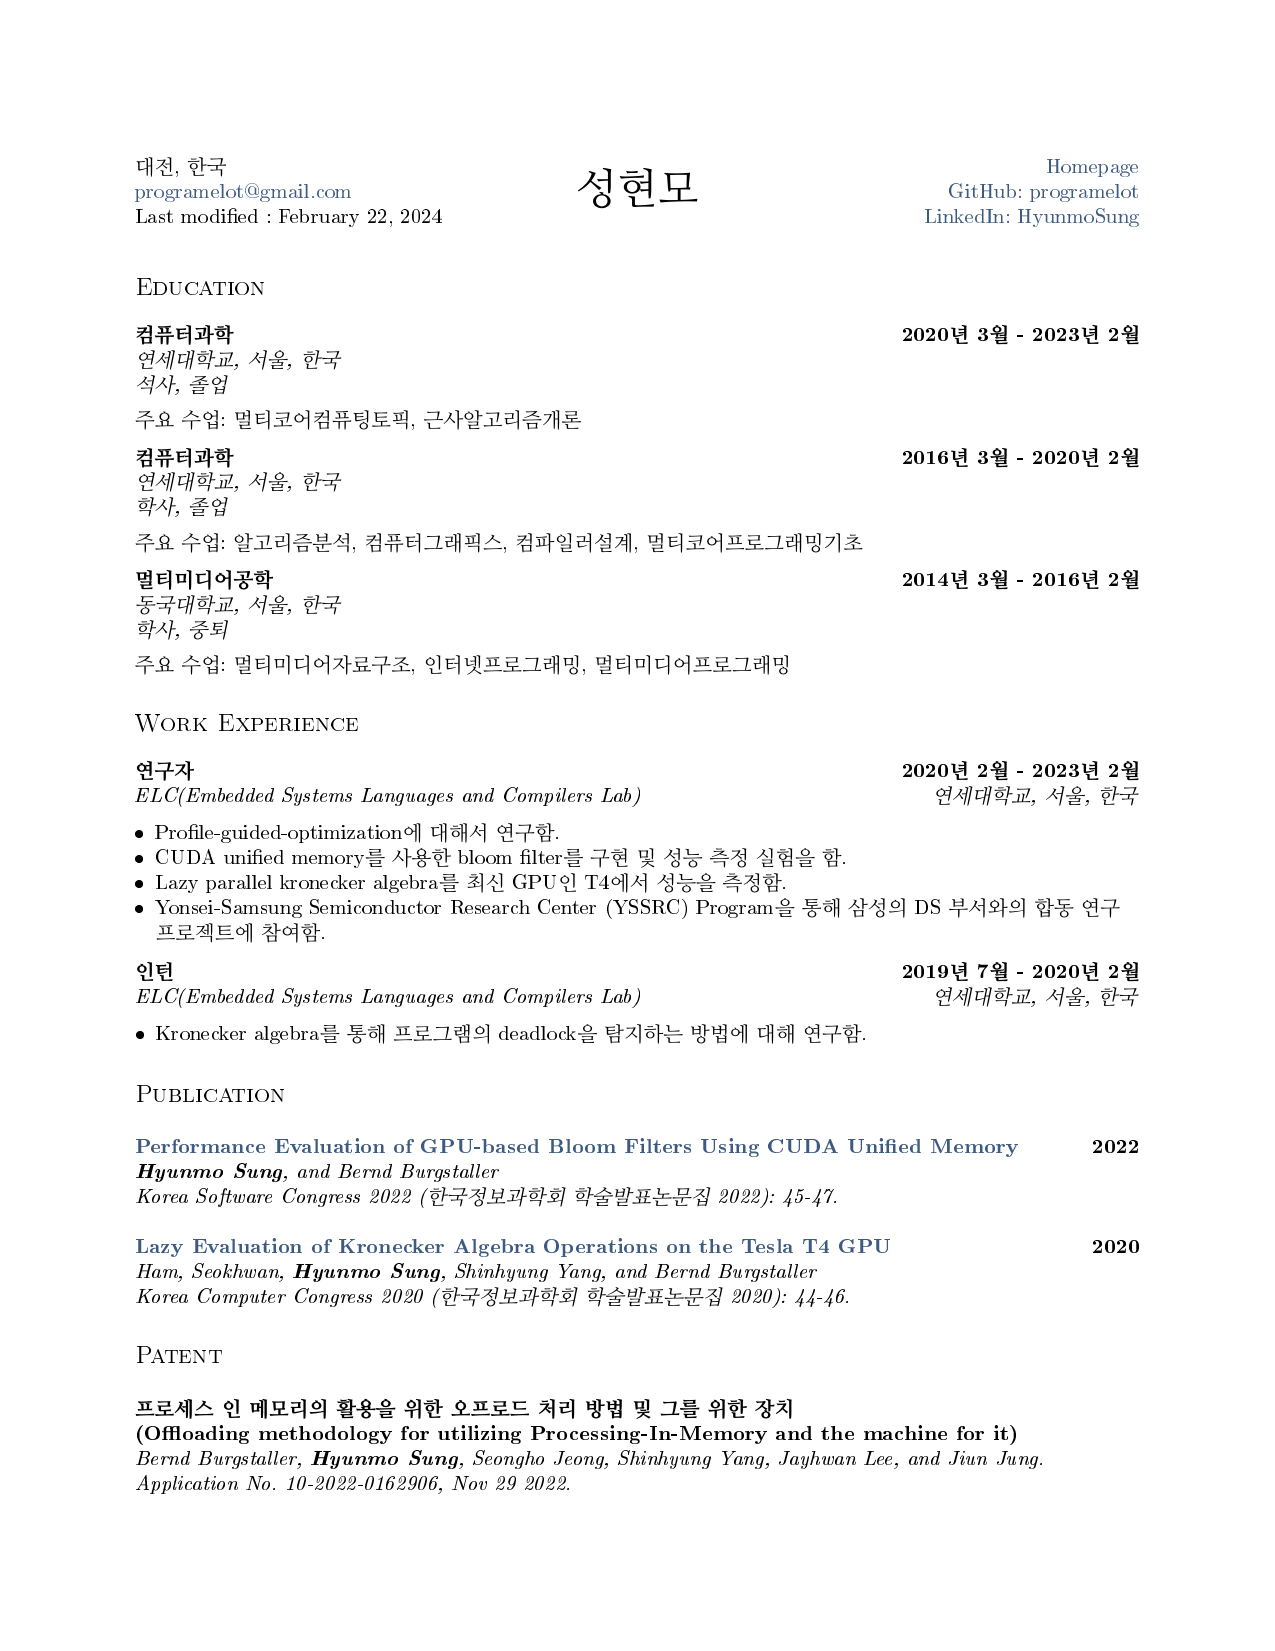 대전, 한국
programelot@gmail.com
Last modified : February 22, 2024
성현모
Homepage
GitHub: programelot
LinkedIn: HyunmoSung
Education
컴퓨터과학 2020년 3월 - 2023년 2월
연세대학교, 서울, 한국
석사, 졸업
주요 수업: 멀티코어컴퓨팅토픽, 근사알고리즘개론
컴퓨터과학 2016년 3월 - 2020년 2월
연세대학교, 서울, 한국
학사, 졸업
주요 수업: 알고리즘분석, 컴퓨터그래픽스, 컴파일러설계, 멀티코어프로그래밍기초
멀티미디어공학 2014년 3월 - 2016년 2월
동국대학교, 서울, 한국
학사, 중퇴
주요 수업: 멀티미디어자료구조, 인터넷프로그래밍, 멀티미디어프로그래밍
Work Experience
연구자 2020년 2월 - 2023년 2월
ELC(Embedded Systems Languages and Compilers Lab) 연세대학교, 서울, 한국
• Profile-guided-optimization에 대해서 연구함.
• CUDA unified memory를 사용한 bloom filter를 구현 및 성능 측정 실험을 함.
• Lazy parallel kronecker algebra를 최신 GPU인 T4에서 성능을 측정함.
• Yonsei-Samsung Semiconductor Research Center (YSSRC) Program을 통해 삼성의 DS 부서와의 합동 연구
프로젝트에 참여함.
인턴 2019년 7월 - 2020년 2월
ELC(Embedded Systems Languages and Compilers Lab) 연세대학교, 서울, 한국
• Kronecker algebra를 통해 프로그램의 deadlock을 탐지하는 방법에 대해 연구함.
Publication
Performance Evaluation of GPU-based Bloom Filters Using CUDA Unified Memory 2022
Hyunmo Sung, and Bernd Burgstaller
Korea Software Congress 2022 (한국정보과학회 학술발표논문집 2022): 45-47.
Lazy Evaluation of Kronecker Algebra Operations on the Tesla T4 GPU 2020
Ham, Seokhwan, Hyunmo Sung, Shinhyung Yang, and Bernd Burgstaller
Korea Computer Congress 2020 (한국정보과학회 학술발표논문집 2020): 44-46.
Patent
프로세스 인 메모리의 활용을 위한 오프로드 처리 방법 및 그를 위한 장치
(Offloading methodology for utilizing Processing-In-Memory and the machine for it)
Bernd Burgstaller, Hyunmo Sung, Seongho Jeong, Shinhyung Yang, Jayhwan Lee, and Jiun Jung.
Application No. 10-2022-0162906, Nov 29 2022.